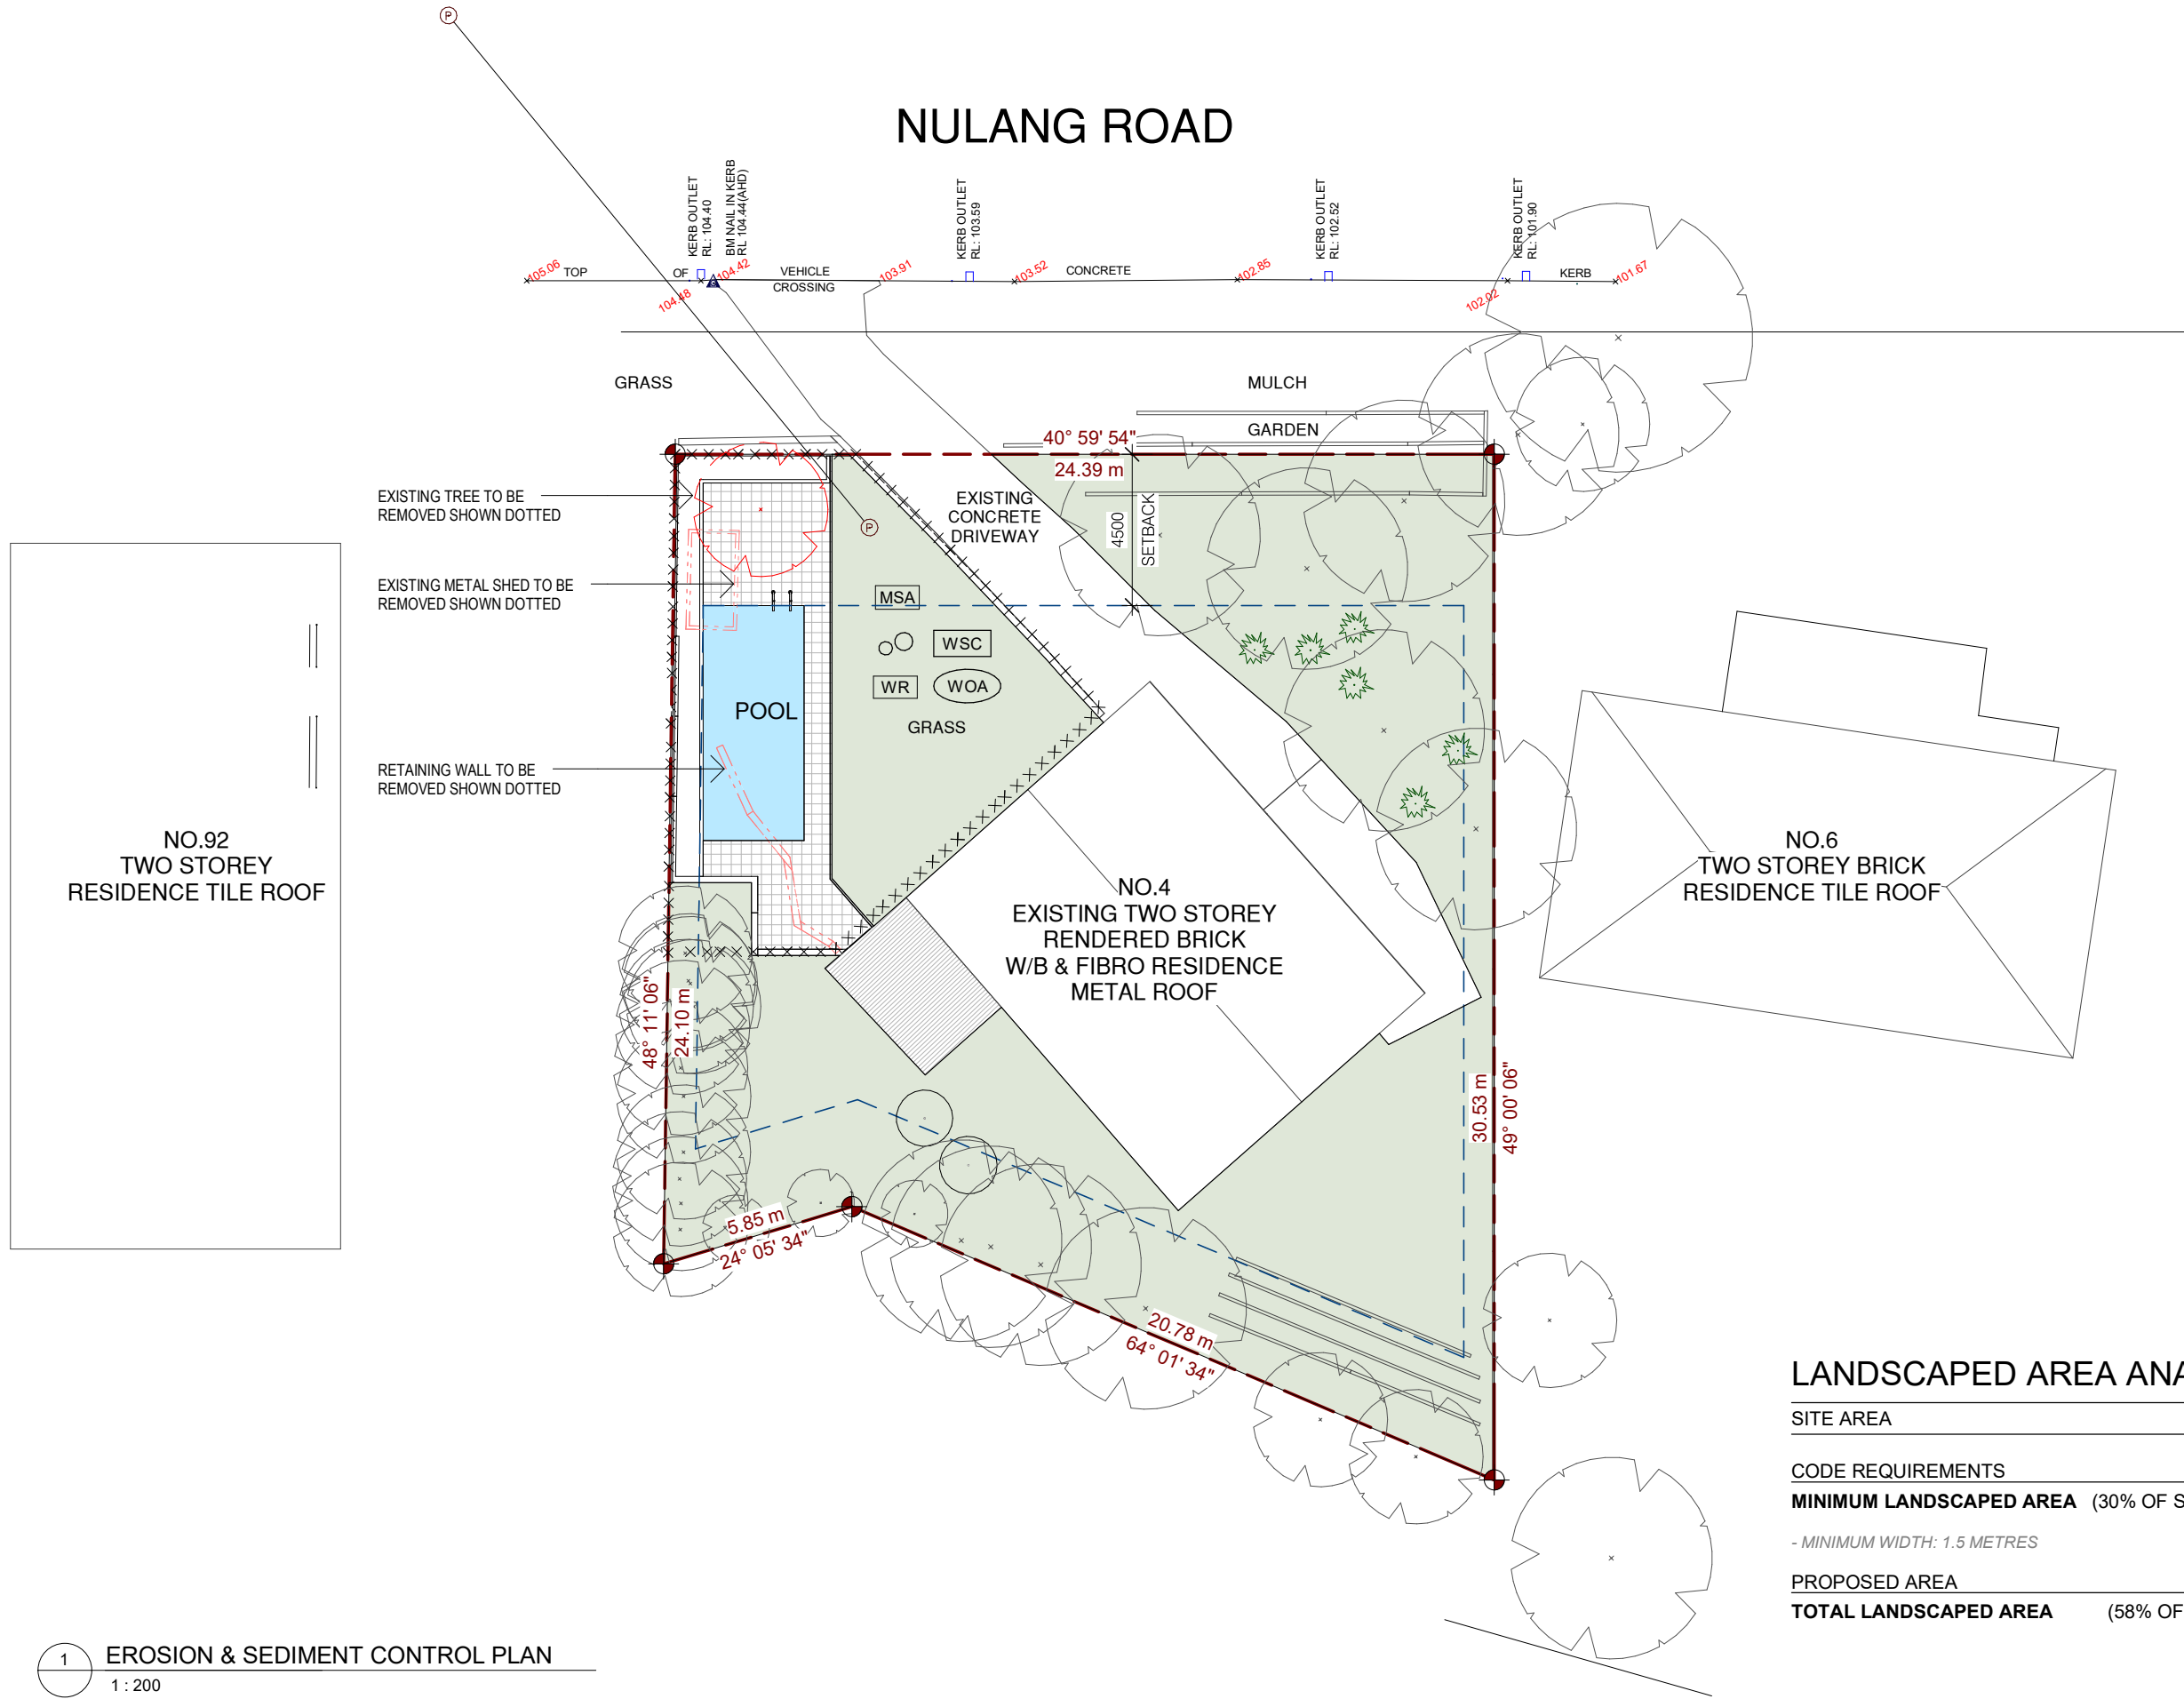 P
NULANG ROAD
KERB OUTLET
RL: 104.40
BM NAIL IN KERB
RL 104.44(AHD)
KERB OUTLET
RL: 103.59
KERB OUTLET
RL: 102.52
KERB OUTLET
RL: 101.90
105.06
TOP
OF
104.42
VEHICLE
CROSSING
103.91
103.52
CONCRETE
102.85
KERB
101.67
104.48
102.02
GRASS
MULCH
GARDEN
40° 59' 54"
24.39 m
EXISTING TREE TO BE
REMOVED SHOWN DOTTED
EXISTING
CONCRETE
DRIVEWAY
P
4500
SETBACK
EXISTING METAL SHED TO BE
REMOVED SHOWN DOTTED
MSA
WSC
WR
WOA
POOL
GRASS
RETAINING WALL TO BE
REMOVED SHOWN DOTTED
NO.92
TWO STOREY
RESIDENCE TILE ROOF
NO.4
EXISTING TWO STOREY
RENDERED BRICK
W/B & FIBRO RESIDENCE
METAL ROOF
NO.6
TWO STOREY BRICK
RESIDENCE TILE ROOF
48° 11' 06"
24.10 m
30.53 m
49° 00' 06"
5.85 m
24° 05' 34"
20.78 m
64° 01' 34"
LANDSCAPED AREA ANA
SITE AREA
CODE REQUIREMENTS
MINIMUM LANDSCAPED AREA (30% OF S
- MINIMUM WIDTH: 1.5 METRES
PROPOSED AREA
TOTAL LANDSCAPED AREA (58% OF
1 EROSION & SEDIMENT CONTROL PLAN
1 : 200